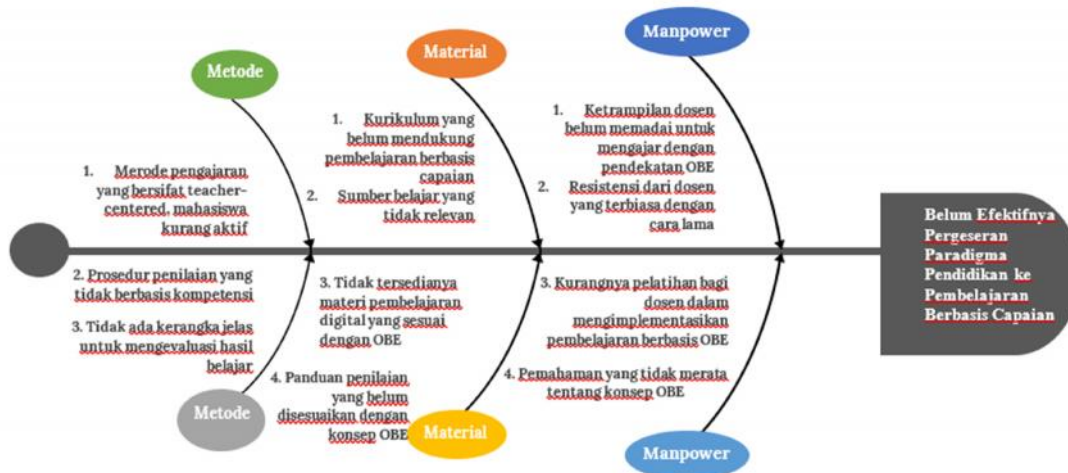 Metode
Material
Manpower
1. Merode pengajaran
yang bersifat teacher-
centered, mahasiswa
kurang aktif
1. Kurikulum yang
belum mendukung
pembelajaran berbasis
capaian
2. Sumber belajar yang
tidak relevan
1. Ketrampilan dosen
belum memadai untuk
mengajar dengan
pendekatan OBE
2. Resistensi dari dosen
yang terbiasa dengan
cara lama
Belum Efektifnya
Pergeseran
Paradigma
Pendidikan ke
Pembelajaran
Berbasis Capaian
2. Prosedur penilaian yang
tidak berbasis kompetensi
3. Tidak ada kerangka jelas
untuk mengevaluasi hasil
belajar
3. Tidak tersedianya
materi pembelajaran
digital yang sesuai
dengan OBE
4. Panduan penilaian
yang belum
disesuaikan dengan
konsep OBE
3. Kurangnya pelatihan bagi
dosen dalam
mengimplementasikan
pembelajaran berbasis OBE
4. Pemahaman yang tidak merata
tentang konsep OBE
Metode
Material
Manpower